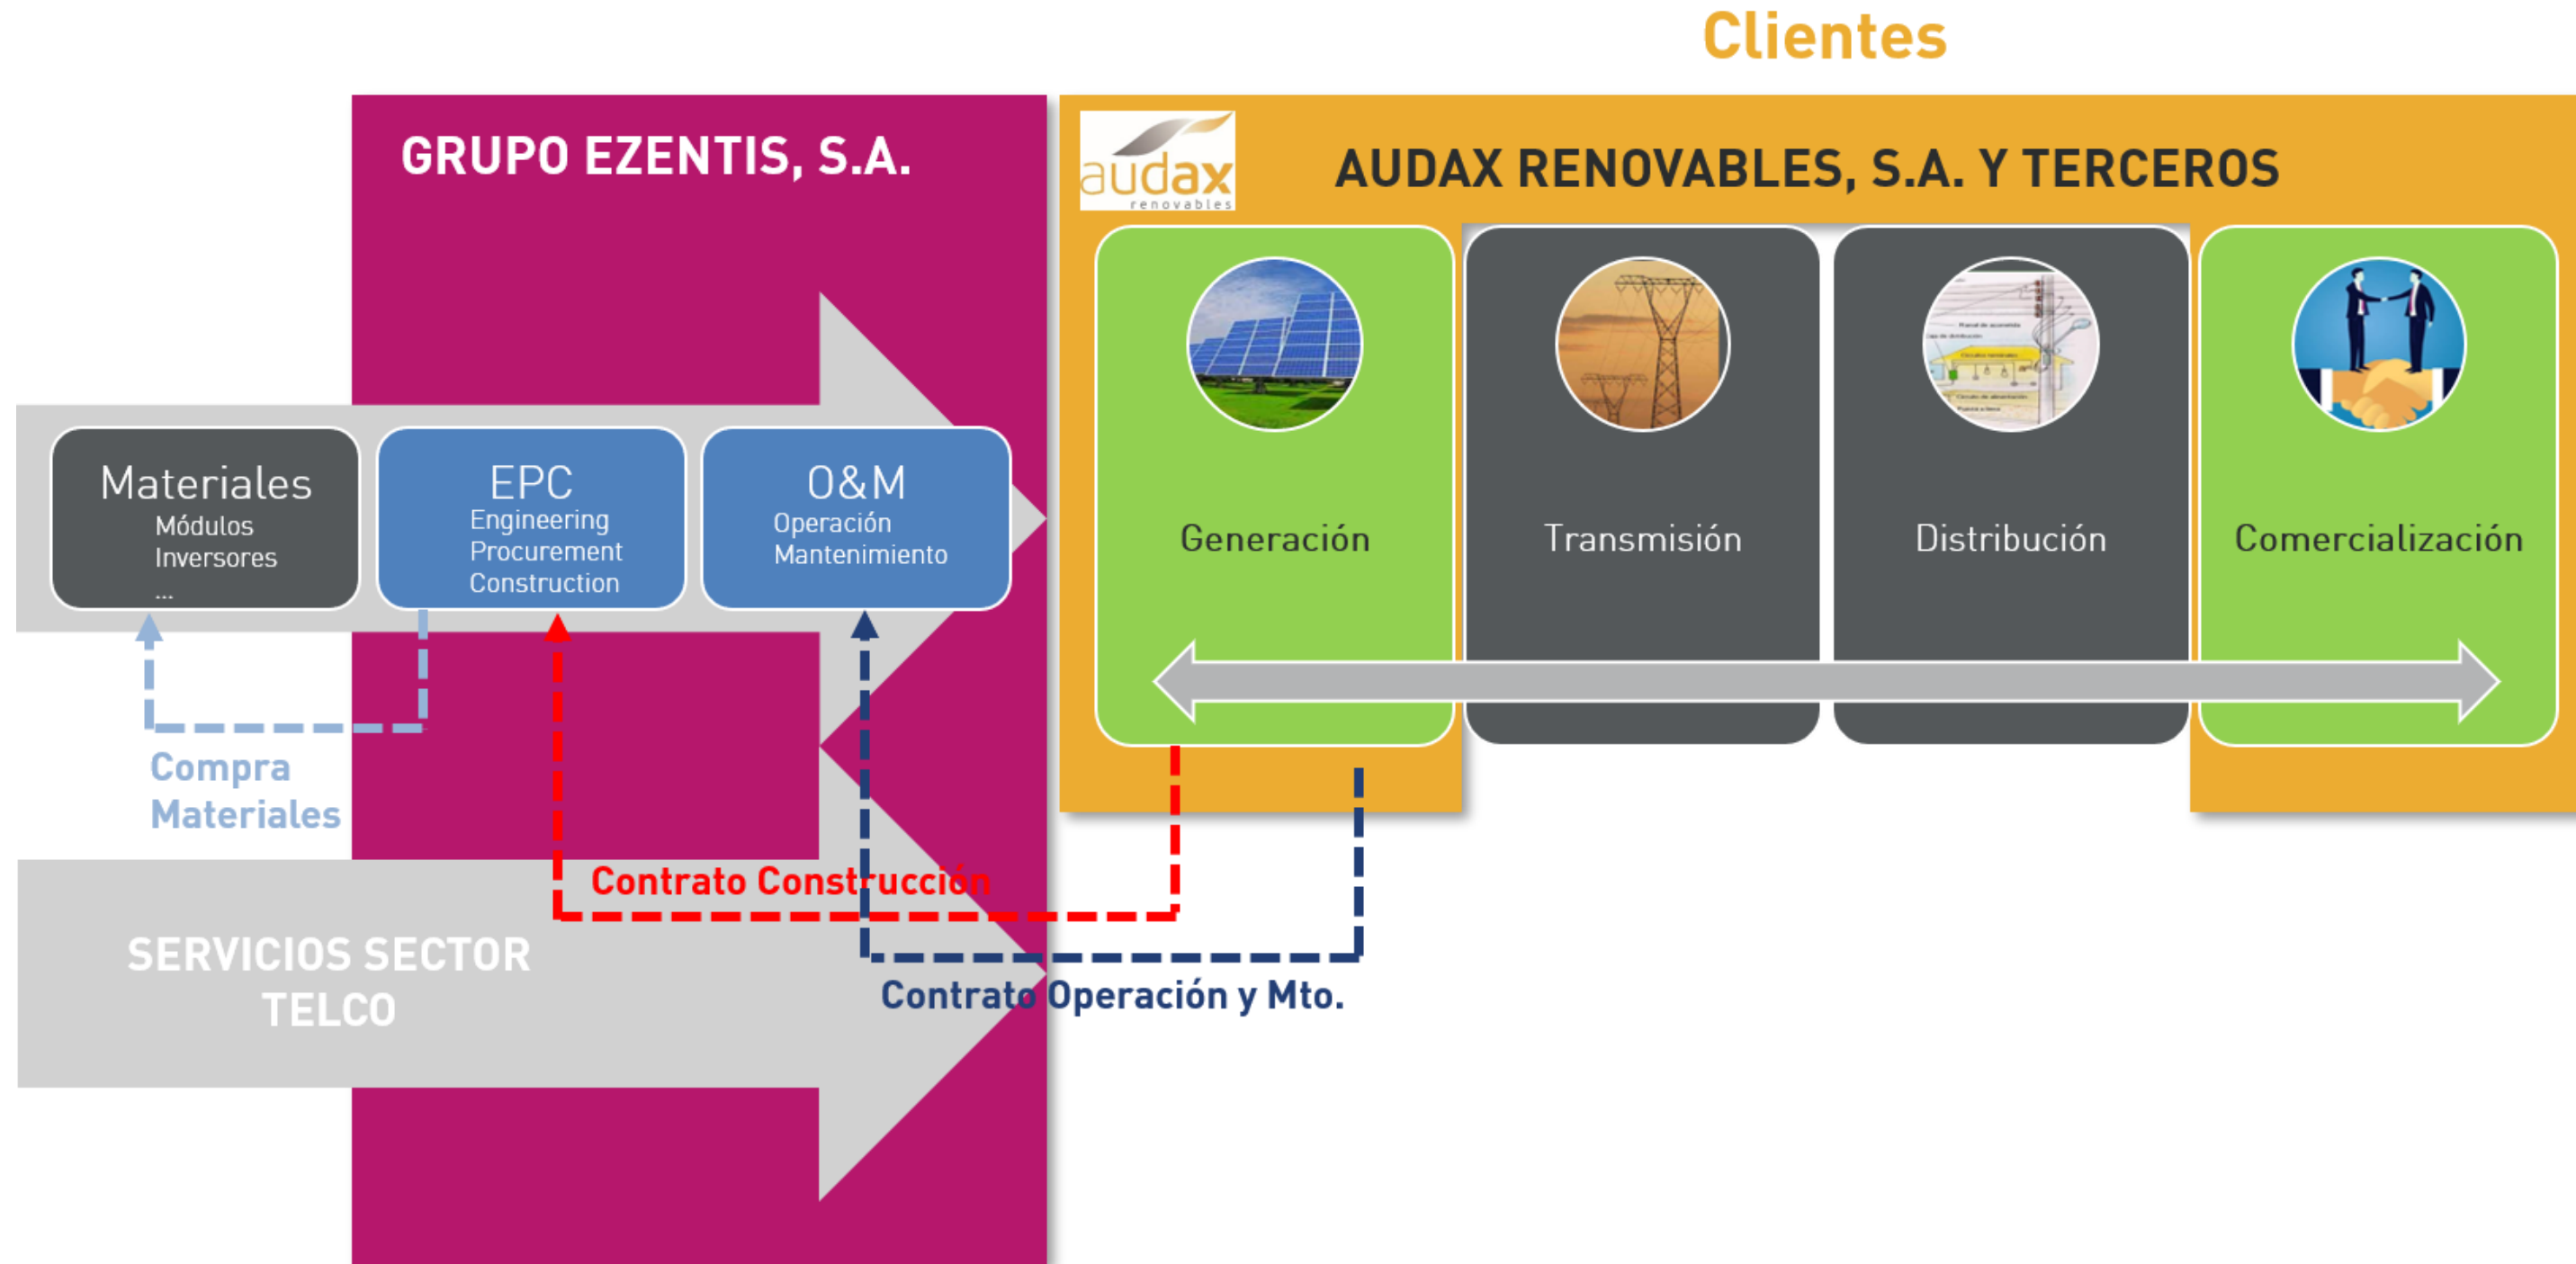 Clientes
GRUPO EZENTIS, S.A.
audax
renovables
AUDAX RENOVABLES, S.A. Y TERCEROS
Materiales
Módulos
Inversores
...
EPC
Engineering
Procurement
Construction
O&M
Operación
Mantenimiento
Generación
Transmisión
Distribución
Comercialización
Compra
Materiales
Contrato Construcción
SERVICIOS SECTOR
TELCO
Contrato Operación y Mto.